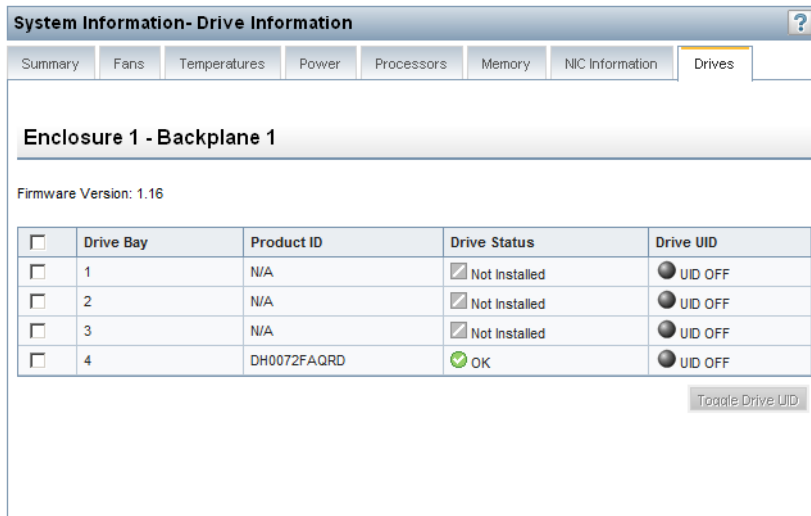 System Information- Drive Information ?
Summary Fans Temperatures Power Processors Memory NIC Information Drives
Enclosure 1 - Backplane 1
Firmware Version: 1.16
Drive Bay Product ID Drive Status Drive UID
1 N/A Not Installed UID OFF
2 N/A Not Installed UID OFF
3 N/A Not Installed UID OFF
4 DH0072FAQRD OK UID OFF
Toggle Drive UID